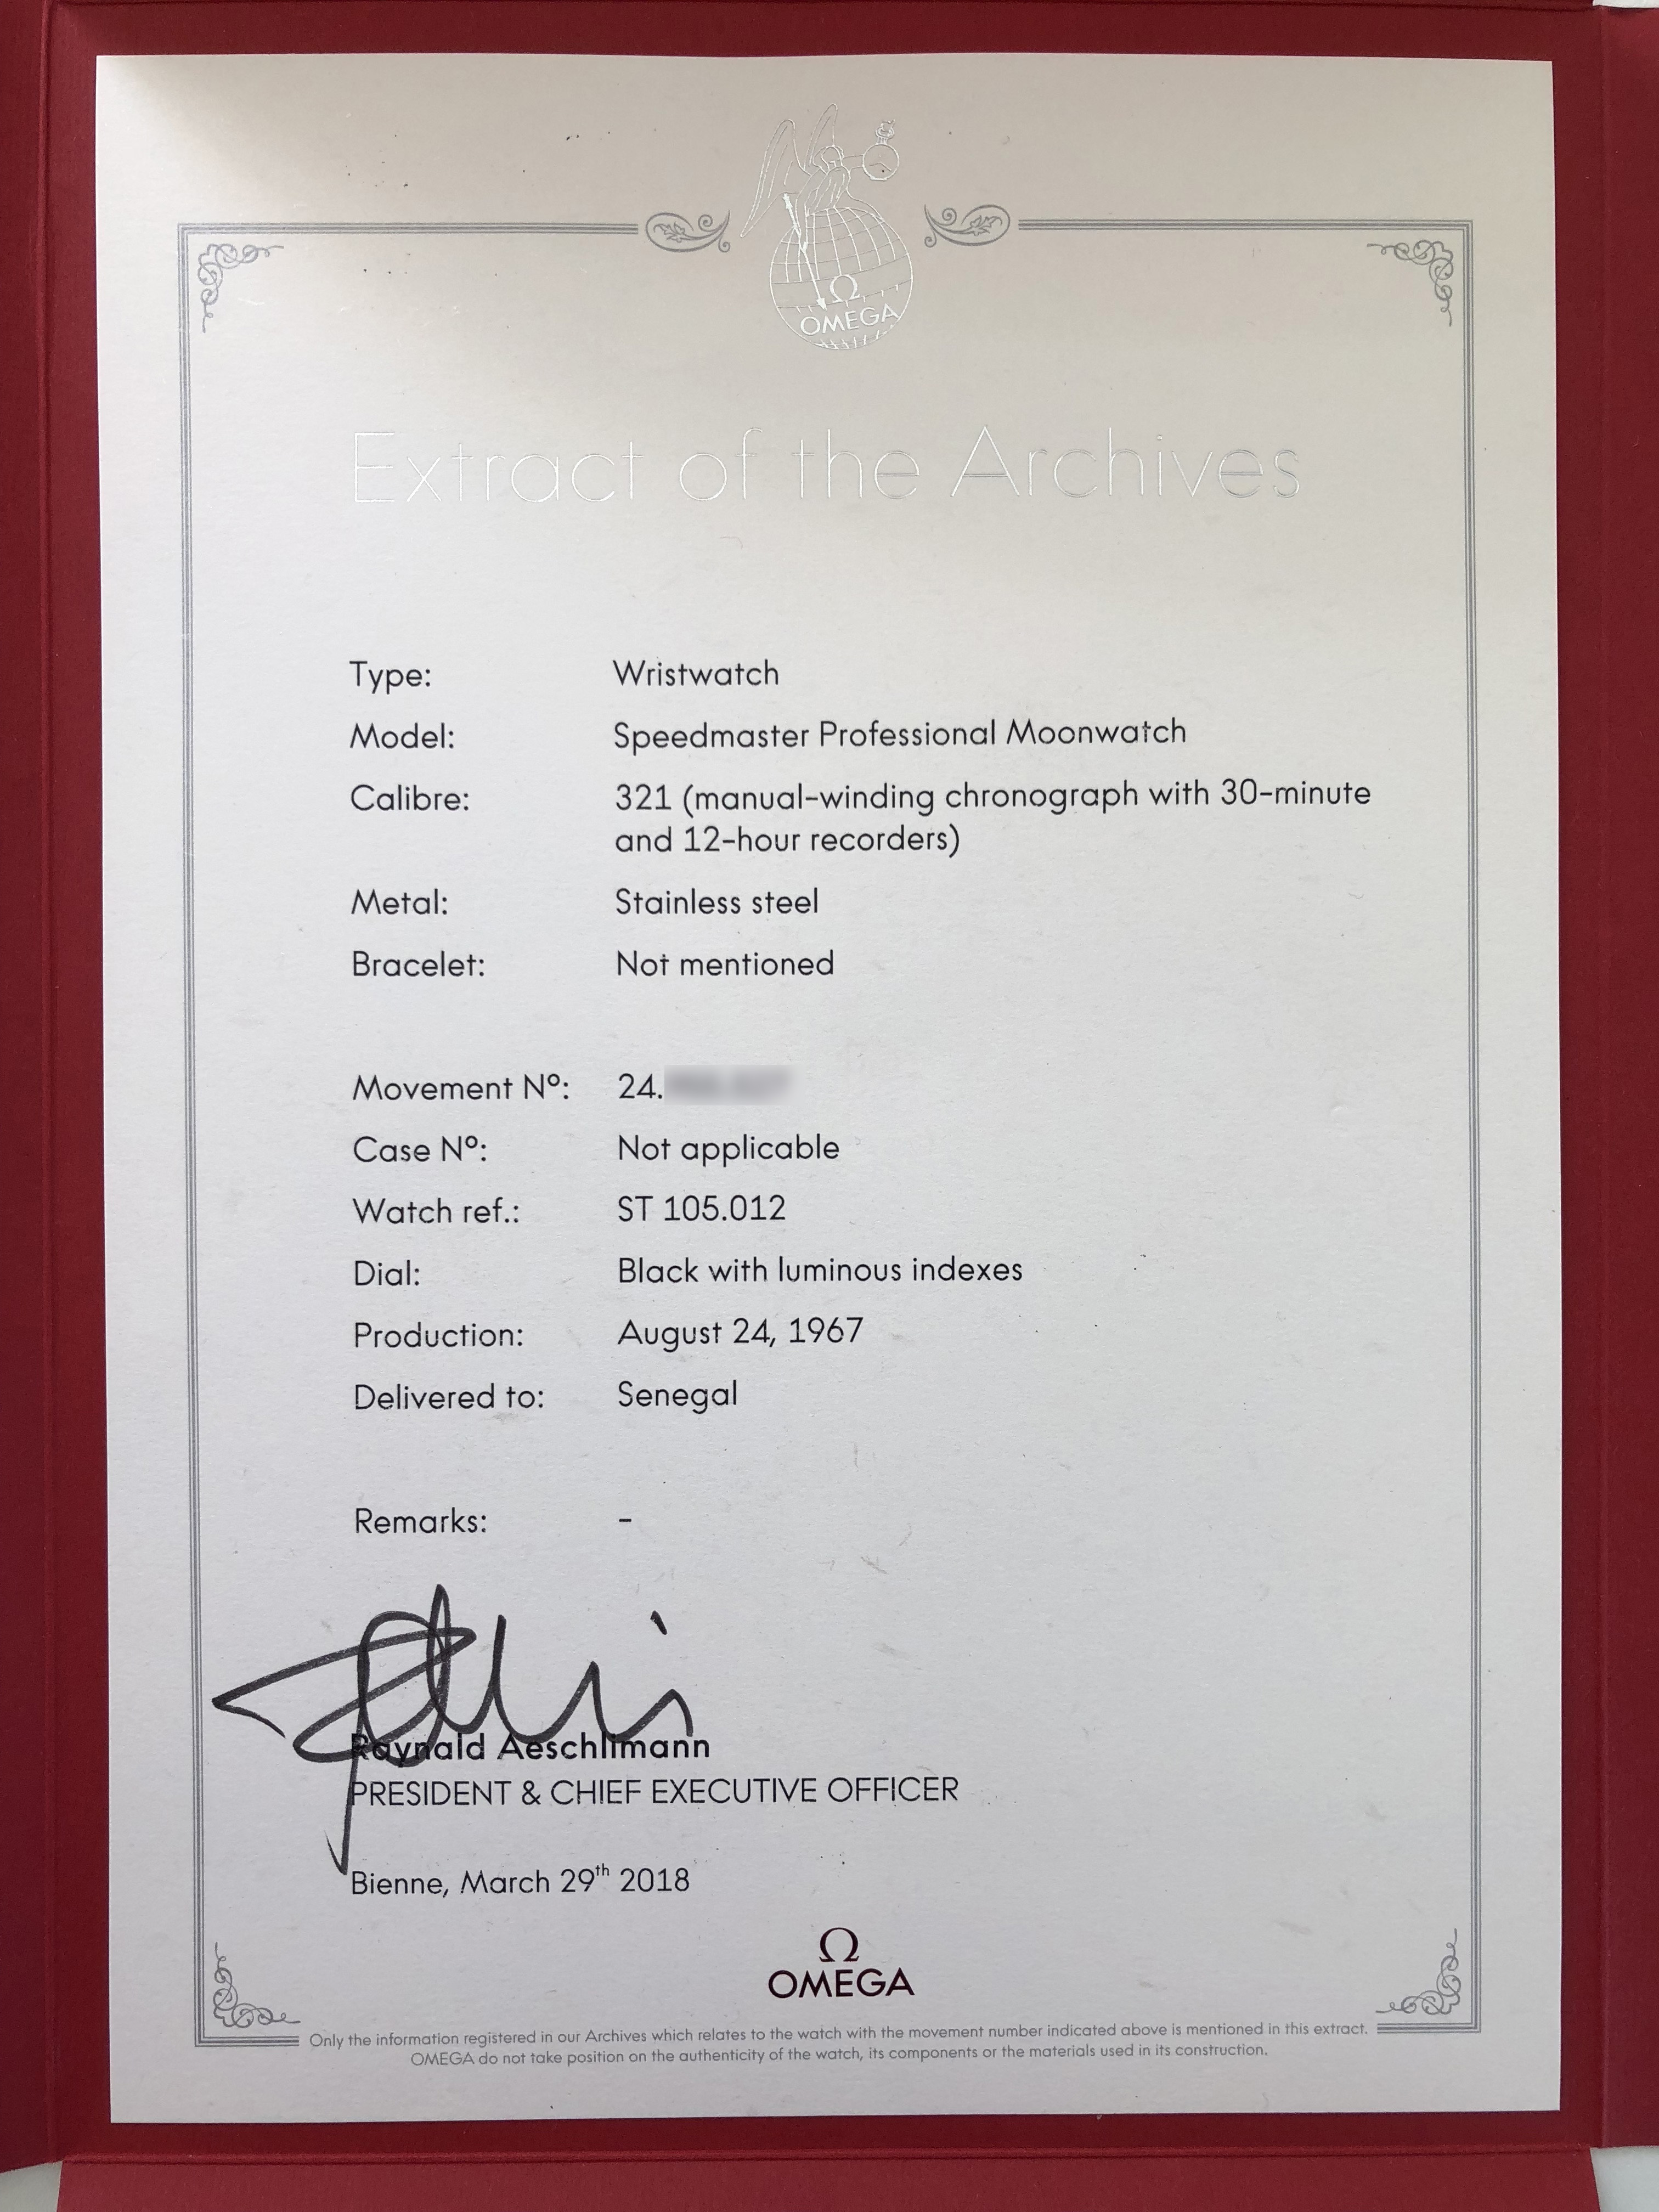 Ω
OMEGA
Extract of the Archives
Type: Wristwatch
Model: Speedmaster Professional Moonwatch
Calibre: 321 (manual-winding chronograph with 30-minute
and 12-hour recorders)
Metal: Stainless steel
Bracelet: Not mentioned
Movement Nº: 24.
Case Nº: Not applicable
Watch ref.: ST 105.012
Dial: Black with luminous indexes
Production: August 24, 1967
Delivered to: Senegal
Remarks: -
Raynald Aeschlimann
PRESIDENT & CHIEF EXECUTIVE OFFICER
Bienne, March 29th 2018
Ω
OMEGA
Only the information registered in our Archives which relates to the watch with the movement number indicated above is mentioned in this extract.
OMEGA do not take position on the authenticity of the watch, its components or the materials used in its construction.